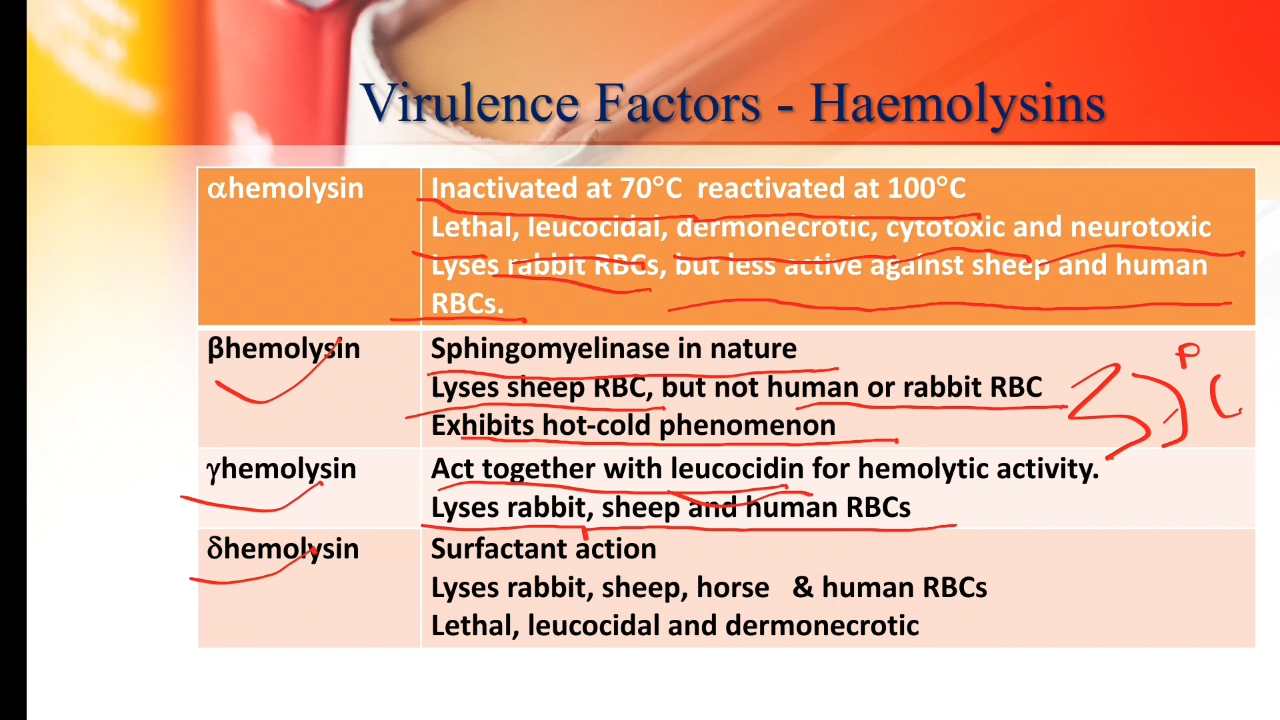 Virulence Factors - Haemolysins
αhemolysin
Inactivated at 70°C reactivated at 100°C
Lethal, leucocidal, dermonecrotic, cytotoxic and neurotoxic
Lyses rabbit RBCs, but less active against sheep and human
RBCs.
βhemolysin
Sphingomyelinase in nature
Lyses sheep RBC, but not human or rabbit RBC
Exhibits hot-cold phenomenon
γhemolysin
Act together with leucocidin for hemolytic activity.
Lyses rabbit, sheep and human RBCs
δhemolysin
Surfactant action
Lyses rabbit, sheep, horse & human RBCs
Lethal, leucocidal and dermonecrotic